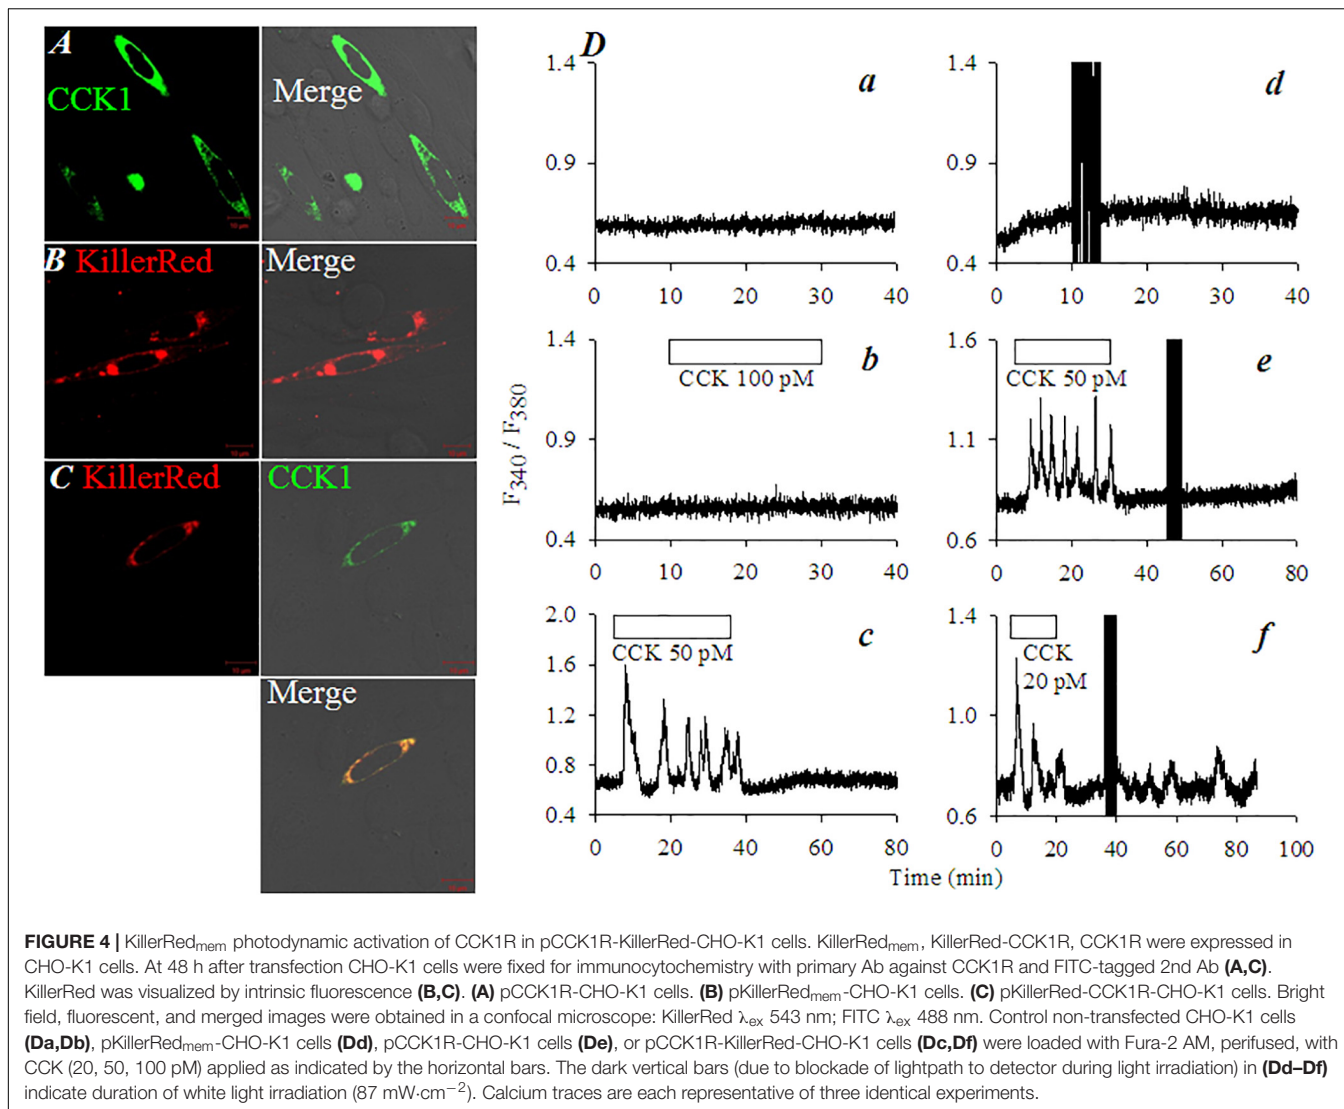 A
CCK1
Merge
B KillerRed
Merge
C KillerRed
CCK1
Merge
D
F340 / F380
a
1.4
0.9
0.4
0 10 20 30 40
b
1.4
0.9
0.4
CCK 100 pM
0 10 20 30 40
c
2.0
1.6
1.2
0.8
0.4
CCK 50 pM
0 20 40 60 80
d
1.4
0.9
0.4
0 10 20 30 40
e
1.6
1.1
0.6
CCK 50 pM
0 20 40 60 80
f
1.4
1.0
0.6
CCK
20 pM
0 20 40 60 80 100
Time (min)
10 µm
10 µm
10 µm
10 µm
10 µm
FIGURE 4 | KillerRedmem photodynamic activation of CCK1R in pCCK1R-KillerRed-CHO-K1 cells. KillerRedmem, KillerRed-CCK1R, CCK1R were expressed in
CHO-K1 cells. At 48 h after transfection CHO-K1 cells were fixed for immunocytochemistry with primary Ab against CCK1R and FITC-tagged 2nd Ab (A,C).
KillerRed was visualized by intrinsic fluorescence (B,C). (A) pCCK1R-CHO-K1 cells. (B) pKillerRedmem-CHO-K1 cells. (C) pKillerRed-CCK1R-CHO-K1 cells. Bright
field, fluorescent, and merged images were obtained in a confocal microscope: KillerRed λex 543 nm; FITC λex 488 nm. Control non-transfected CHO-K1 cells
(Da,Db), pKillerRedmem-CHO-K1 cells (Dd), pCCK1R-CHO-K1 cells (De), or pCCK1R-KillerRed-CHO-K1 cells (Dc,Df) were loaded with Fura-2 AM, perifused, with
CCK (20, 50, 100 pM) applied as indicated by the horizontal bars. The dark vertical bars (due to blockade of lightpath to detector during light irradiation) in (Dd–Df)
indicate duration of white light irradiation (87 mW·cm−2). Calcium traces are each representative of three identical experiments.